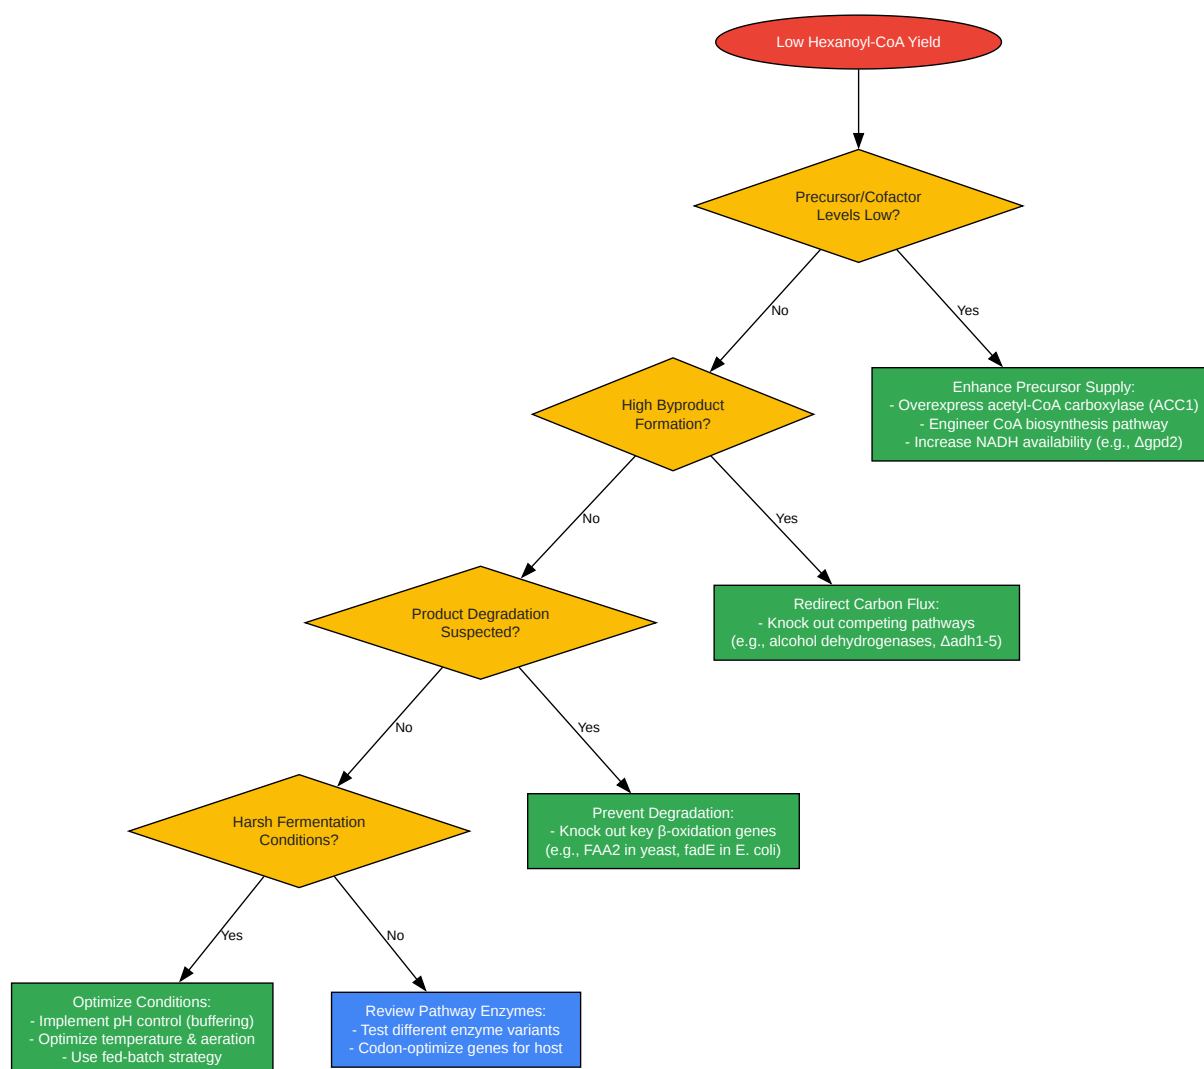 Low Hexanoyl-CoA Yield
Precursor/Cofactor
Levels Low?
No
Yes
High Byproduct
Formation?
Enhance Precursor Supply:
- Overexpress acetyl-CoA carboxylase (ACC1)
- Engineer CoA biosynthesis pathway
- Increase NADH availability (e.g., Δgpd2)
No
Yes
Product Degradation
Suspected?
Redirect Carbon Flux:
- Knock out competing pathways
(e.g., alcohol dehydrogenases, Δadh1-5)
No
Yes
Harsh Fermentation
Conditions?
Prevent Degradation:
- Knock out key β-oxidation genes
(e.g., FAA2 in yeast, fadE in E. coli)
Yes
No
Optimize Conditions:
- Implement pH control (buffering)
- Optimize temperature & aeration
- Use fed-batch strategy
Review Pathway Enzymes:
- Test different enzyme variants
- Codon-optimize genes for host